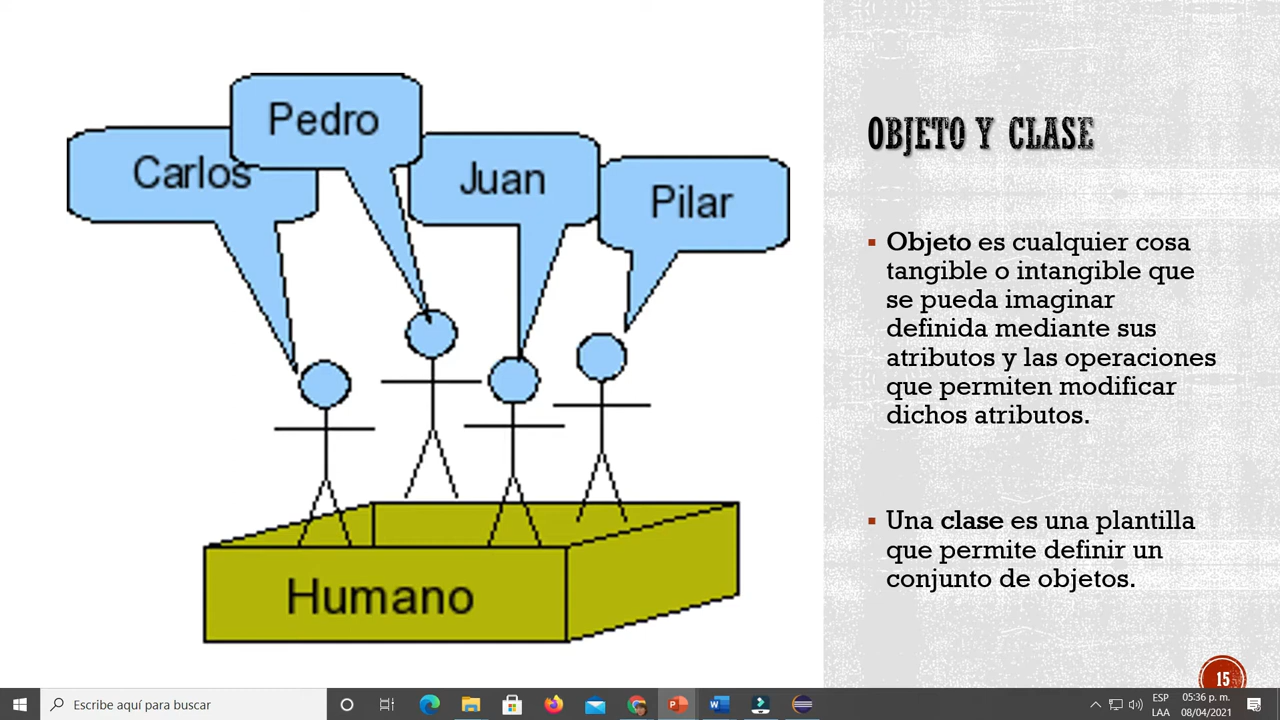 Pedro
Carlos
Juan
Pilar
Humano
OBJETO Y CLASE
▪ Objeto es cualquier cosa
tangible o intangible que
se pueda imaginar
definida mediante sus
atributos y las operaciones
que permiten modificar
dichos atributos.
▪ Una clase es una plantilla
que permite definir un
conjunto de objetos.
15
Escribe aquí para buscar
ESP
LAA
05:36 p. m.
08/04/2021